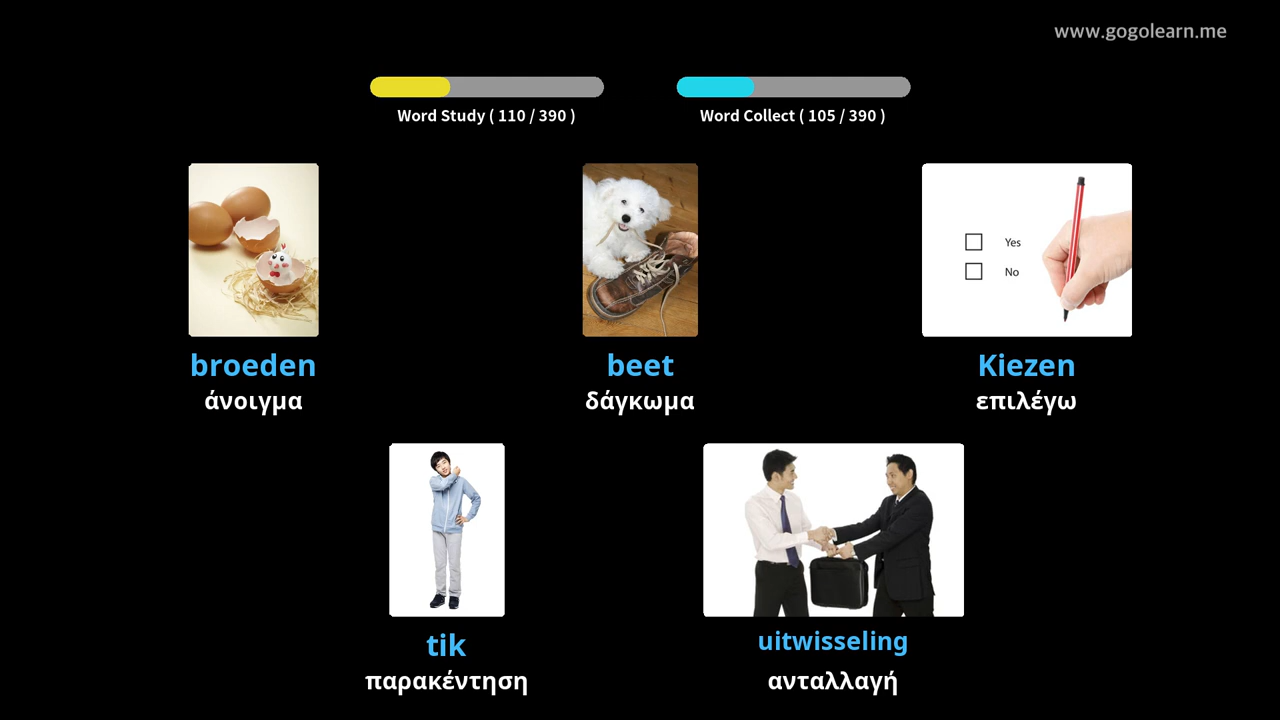 www.gogolearn.me
Word Study ( 110 / 390 )
Word Collect ( 105 / 390 )
Yes
No
broeden
άνοιγμα
beet
δάγκωμα
Kiezen
επιλέγω
tik
παρακέντηση
uitwisseling
ανταλλαγή